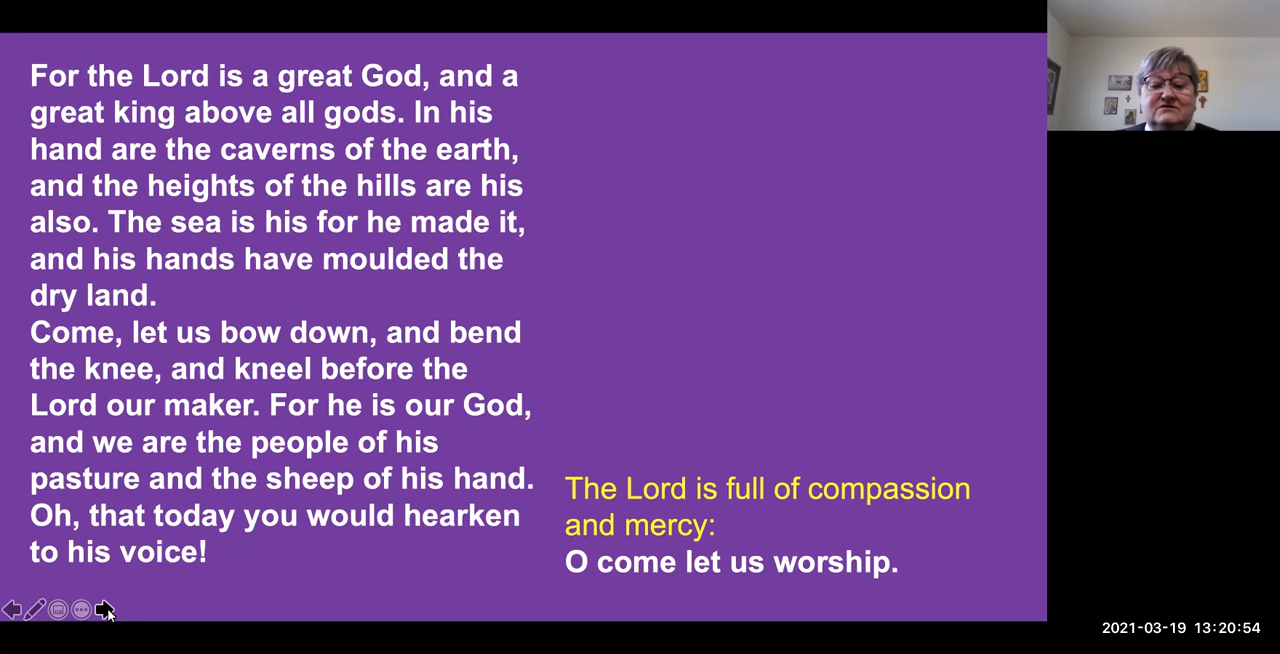 For the Lord is a great God, and a
great king above all gods. In his
hand are the caverns of the earth,
and the heights of the hills are his
also. The sea is his for he made it,
and his hands have moulded the
dry land.
Come, let us bow down, and bend
the knee, and kneel before the
Lord our maker. For he is our God,
and we are the people of his
pasture and the sheep of his hand.
Oh, that today you would hearken
to his voice!
The Lord is full of compassion
and mercy:
O come let us worship.
2021-03-19 13:20:54